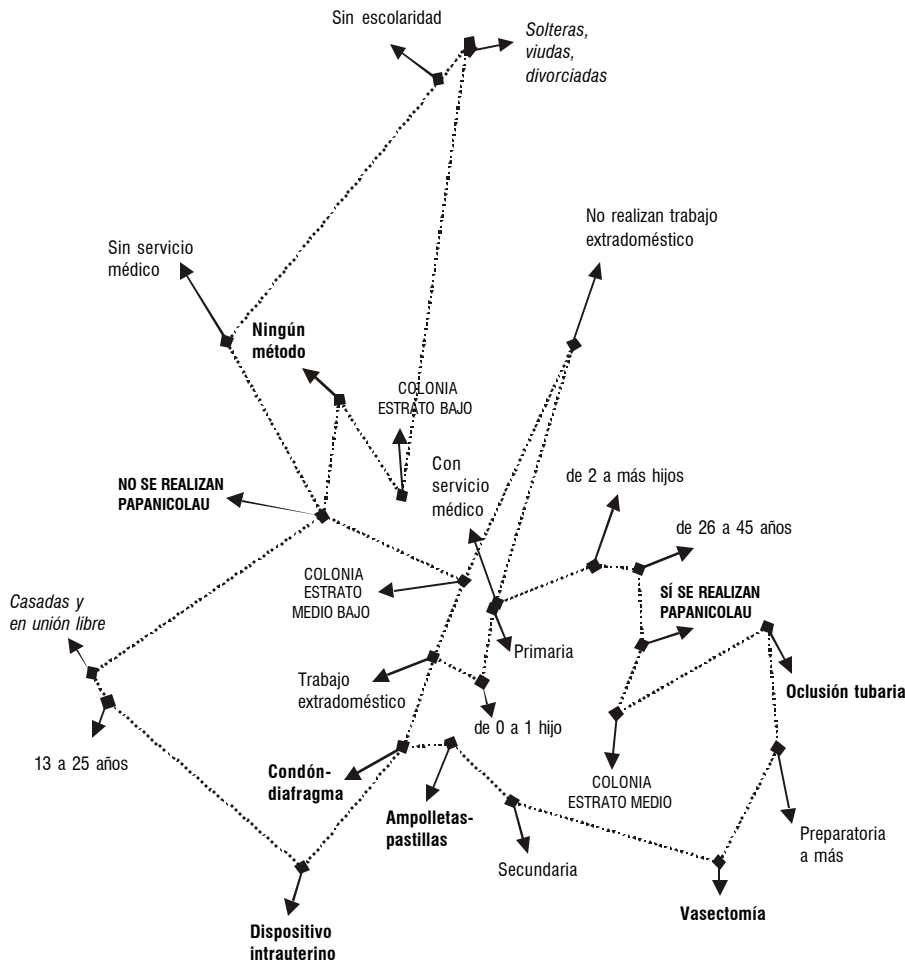 Sin escolaridad
Solteras,
viudas,
divorciadas
No realizan trabajo
extradoméstico
Sin servicio
médico
Ningún
método
COLONIA
ESTRATO BAJO
Con
servicio
médico
de 2 a más hijos
NO SE REALIZAN
PAPANICOLAU
de 26 a 45 años
COLONIA
ESTRATO
MEDIO BAJO
SÍ SE REALIZAN
PAPANICOLAU
Casadas y
en unión libre
Primaria
Trabajo
extradoméstico
Oclusión tubaria
de 0 a 1 hijo
13 a 25 años
Condón-
diafragma
COLONIA
ESTRATO MEDIO
Ampolletas-
pastillas
Preparatoria
a más
Secundaria
Vasectomía
Dispositivo
intrauterino